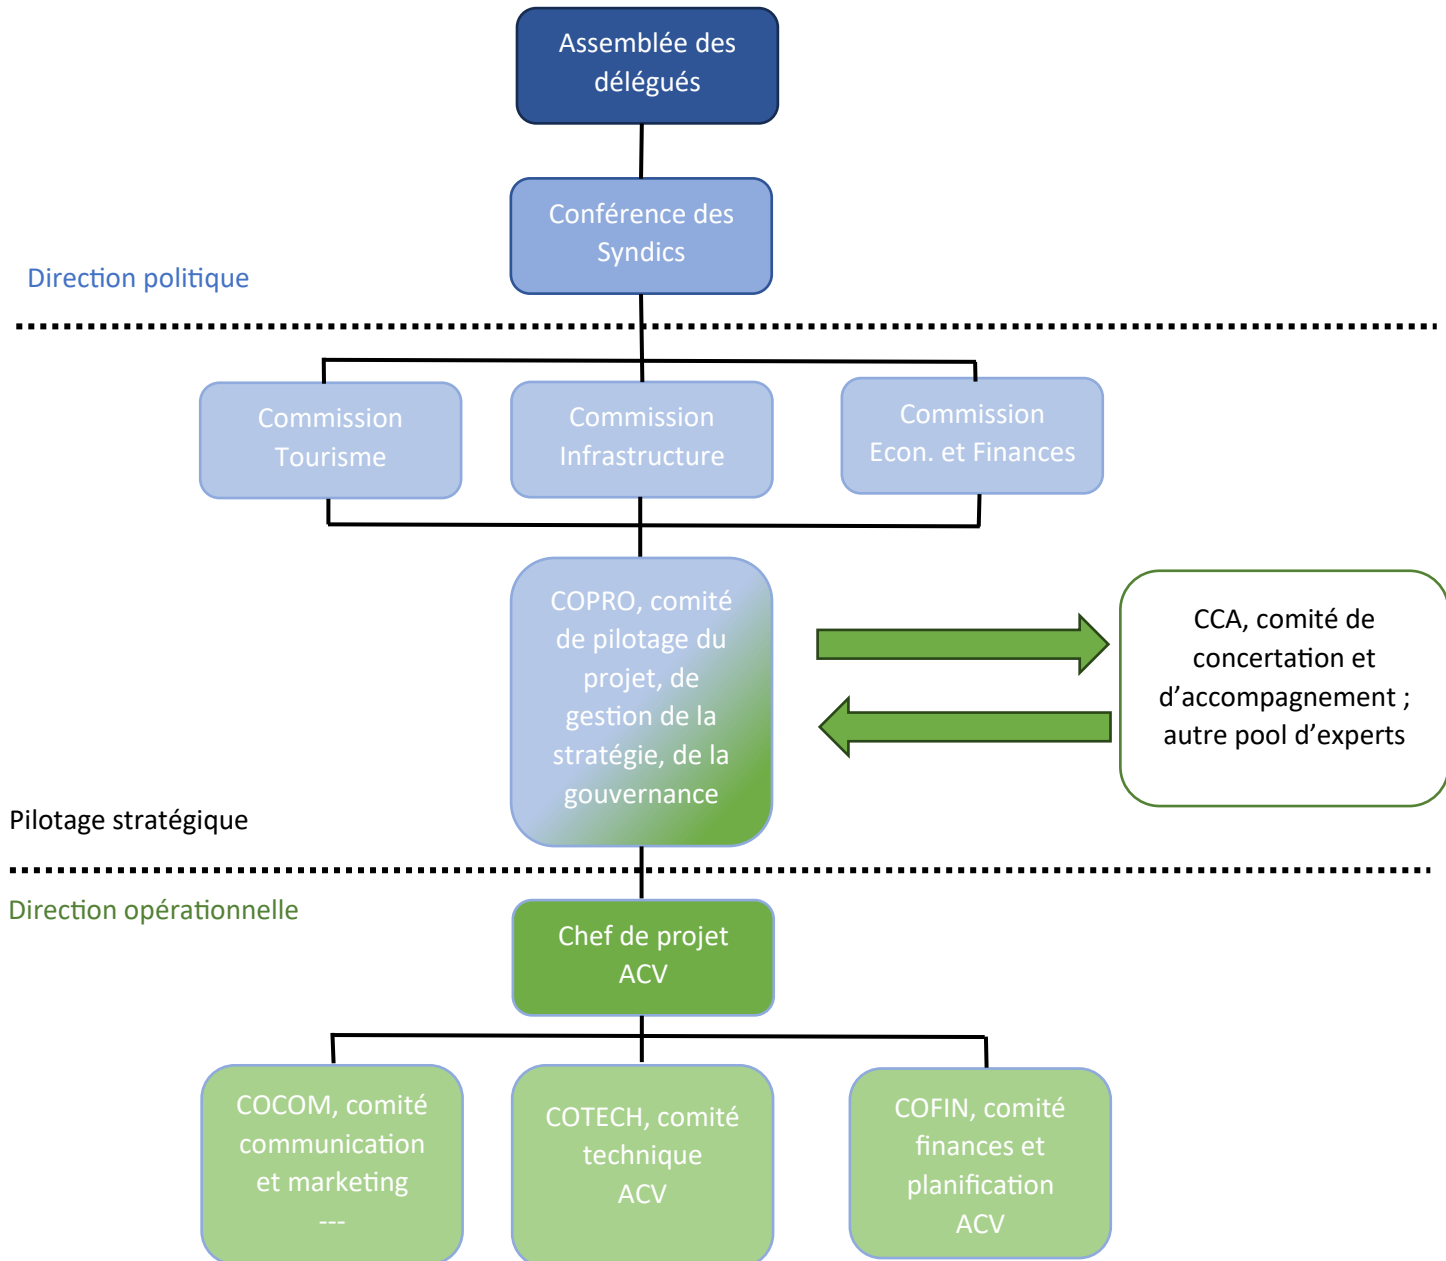 Assemblée des
délégués
Conférence des
Syndics
Direction politique
Commission
Tourisme
Commission
Infrastructure
Commission
Econ. et Finances
COPRO, comité
de pilotage du
projet, de
gestion de la
stratégie, de la
gouvernance
CCA, comité de
concertation et
d’accompagnement ;
autre pool d’experts
Pilotage stratégique
Direction opérationnelle
Chef de projet
ACV
COCOM, comité
communication
et marketing
---
COTECH, comité
technique
ACV
COFIN, comité
finances et
planification
ACV